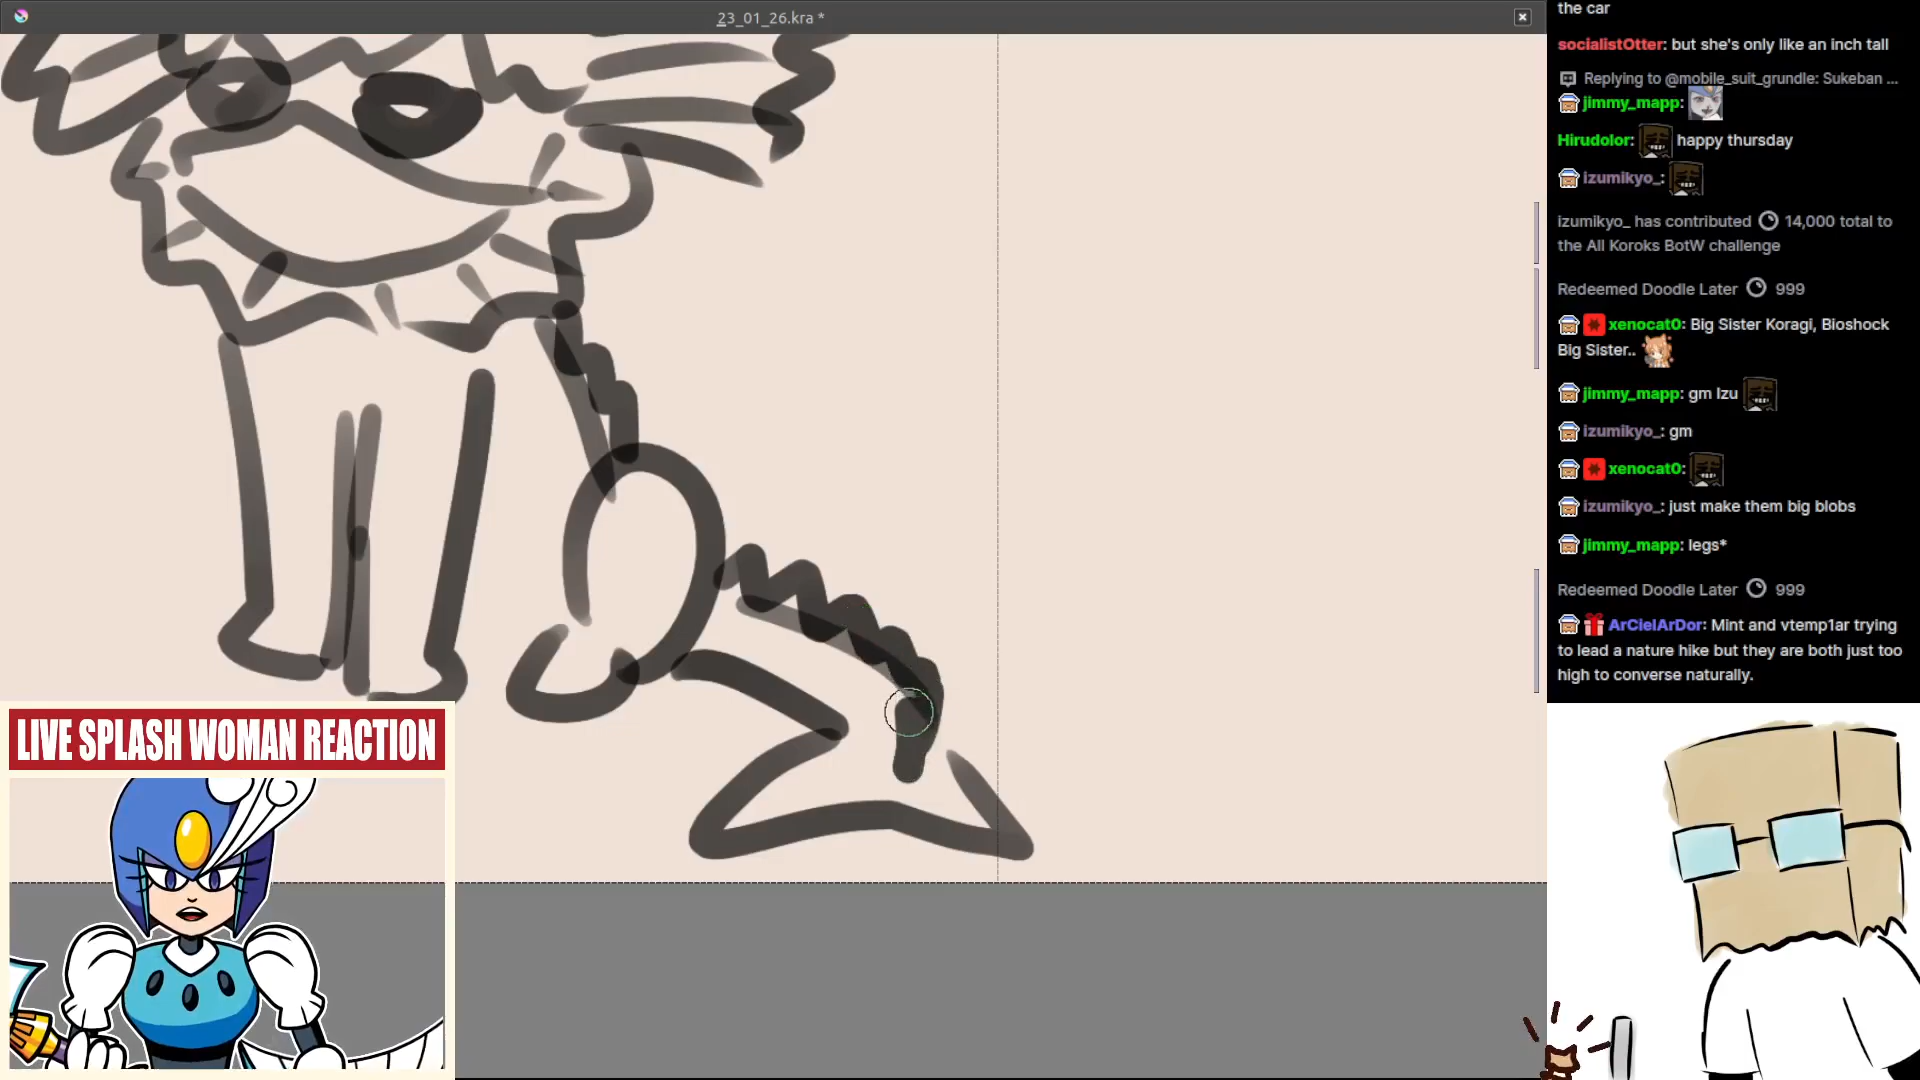 23_01_26.kra *
the car
socialistOtter: but she's only like an inch tall
Replying to @mobile_suit_grundle: Sukeban ...
jimmy_mapp:
Hirudolor: happy thursday
izumikyo_:
izumikyo_ has contributed 14,000 total to
the All Koroks BotW challenge
Redeemed Doodle Later 999
xenocat0: Big Sister Koragi, Bioshock
Big Sister..
jimmy_mapp: gm Izu
izumikyo_: gm
xenocat0:
izumikyo_: just make them big blobs
jimmy_mapp: legs*
Redeemed Doodle Later 999
ArCielArDor: Mint and vtemp1ar trying
to lead a nature hike but they are both just too
high to converse naturally.
LIVE SPLASH WOMAN REACTION